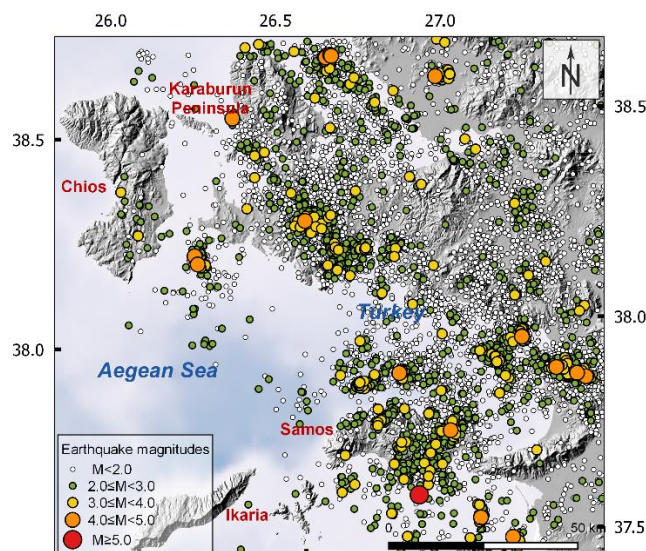 26.0 26.5 27.0
N
Karaburun
Peninsula
38.5
38.5
Chios
38.0
Turkey
38.0
Aegean Sea
Samos
Earthquake magnitudes
M<2.0
2.0≤M<3.0
3.0≤M<4.0
4.0≤M<5.0
M≥5.0
Ikaria
37.5
0
50 km